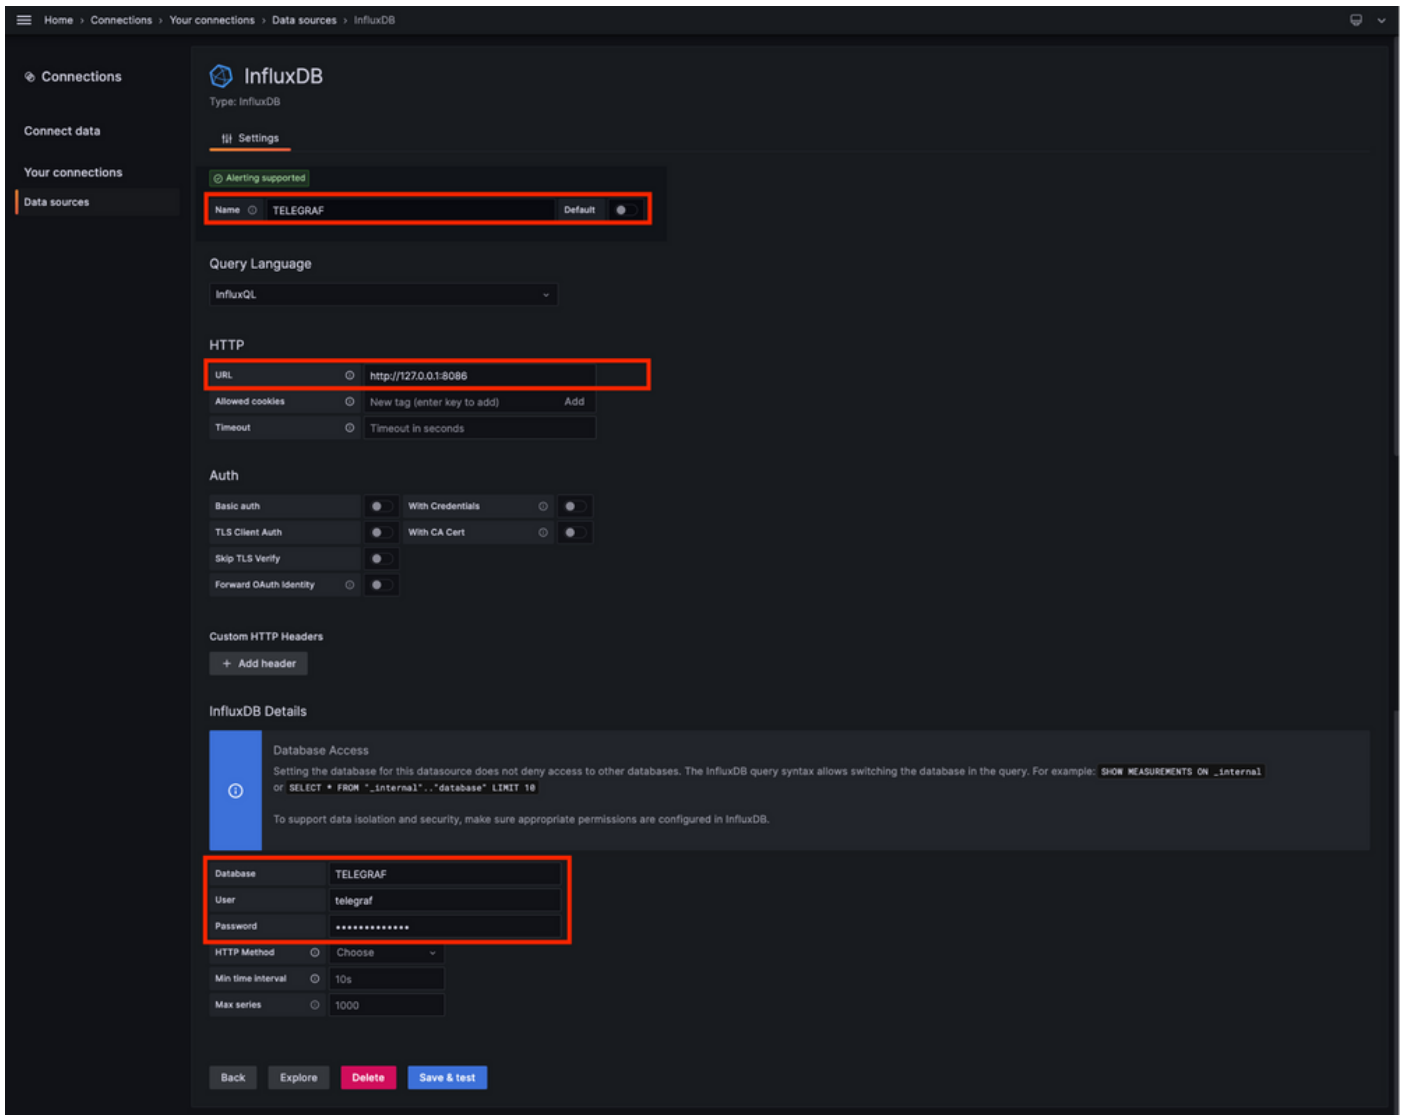 Home › Connections › Your connections › Data sources › InfluxDB
Connections
Connect data
Your connections
Data sources
InfluxDB
Type: InfluxDB
Settings
Alerting supported
Name TELEGRAF Default
Query Language
InfluxQL
HTTP
URL http://127.0.0.1:8086
Allowed cookies New tag (enter key to add) Add
Timeout Timeout in seconds
Auth
Basic auth With Credentials
TLS Client Auth With CA Cert
Skip TLS Verify
Forward OAuth Identity
Custom HTTP Headers
+ Add header
InfluxDB Details
Database Access
Setting the database for this datasource does not deny access to other databases. The InfluxDB query syntax allows switching the database in the query. For example: SHOW MEASUREMENTS ON _internal
or SELECT * FROM "_internal".."database" LIMIT 10
To support data isolation and security, make sure appropriate permissions are configured in InfluxDB.
Database TELEGRAF
User telegraf
Password •••••••••••••
HTTP Method Choose
Min time interval 10s
Max series 1000
Back Explore Delete Save & test